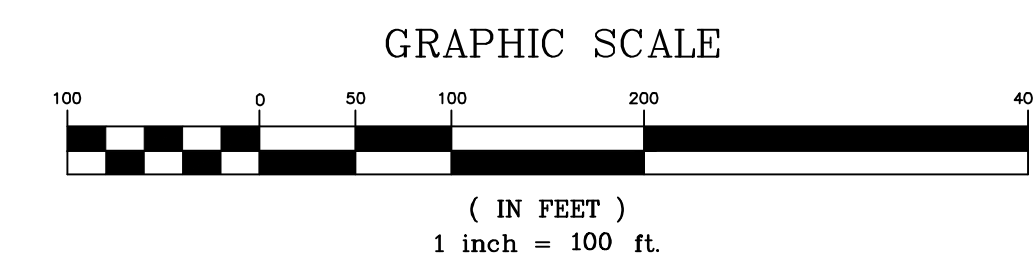 GRAPHIC SCALE
100 0 50 100 200 40
( IN FEET )
1 inch = 100 ft.